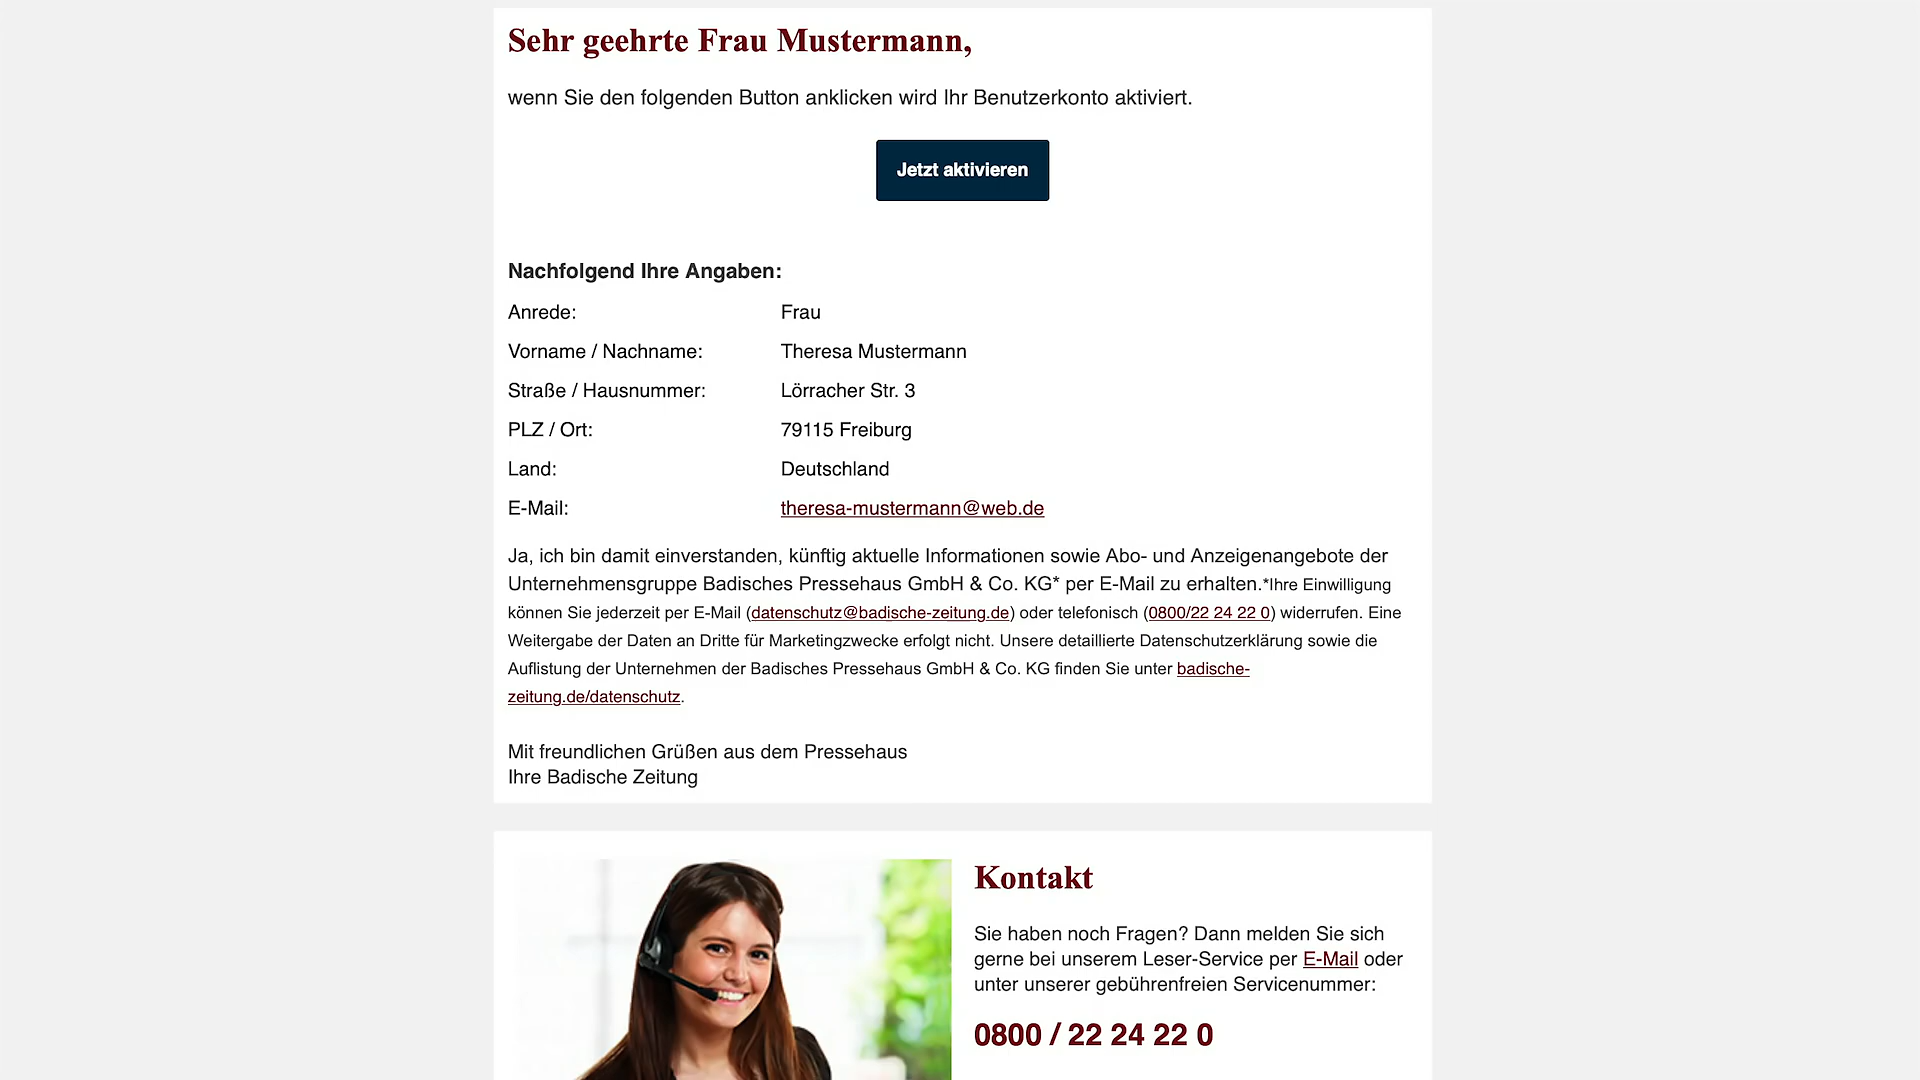 Sehr geehrte Frau Mustermann,
wenn Sie den folgenden Button anklicken wird Ihr Benutzerkonto aktiviert.
Jetzt aktivieren
Nachfolgend Ihre Angaben:
Anrede: Frau
Vorname / Nachname: Theresa Mustermann
Straße / Hausnummer: Lörracher Str. 3
PLZ / Ort: 79115 Freiburg
Land: Deutschland
E-Mail: theresa-mustermann@web.de
Ja, ich bin damit einverstanden, künftig aktuelle Informationen sowie Abo- und Anzeigenangebote der
Unternehmensgruppe Badisches Pressehaus GmbH & Co. KG* per E-Mail zu erhalten.*Ihre Einwilligung
können Sie jederzeit per E-Mail (datenschutz@badische-zeitung.de) oder telefonisch (0800/22 24 22 0) widerrufen. Eine
Weitergabe der Daten an Dritte für Marketingzwecke erfolgt nicht. Unsere detaillierte Datenschutzerklärung sowie die
Auflistung der Unternehmen der Badisches Pressehaus GmbH & Co. KG finden Sie unter badische-
zeitung.de/datenschutz.
Mit freundlichen Grüßen aus dem Pressehaus
Ihre Badische Zeitung
Kontakt
Sie haben noch Fragen? Dann melden Sie sich
gerne bei unserem Leser-Service per E-Mail oder
unter unserer gebührenfreien Servicenummer:
0800 / 22 24 22 0